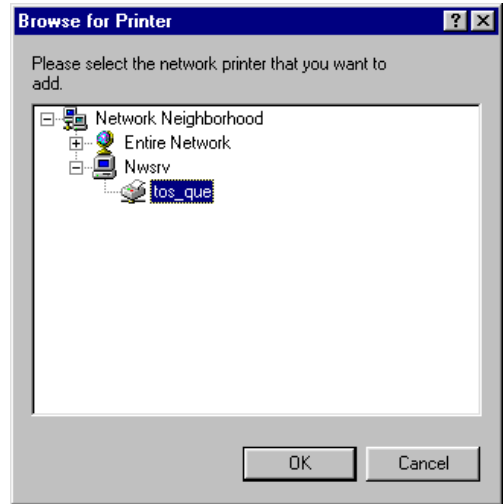 Browse for Printer
Please select the network printer that you want to
add.
Network Neighborhood
Entire Network
Nwsrv
tos_que
OK Cancel